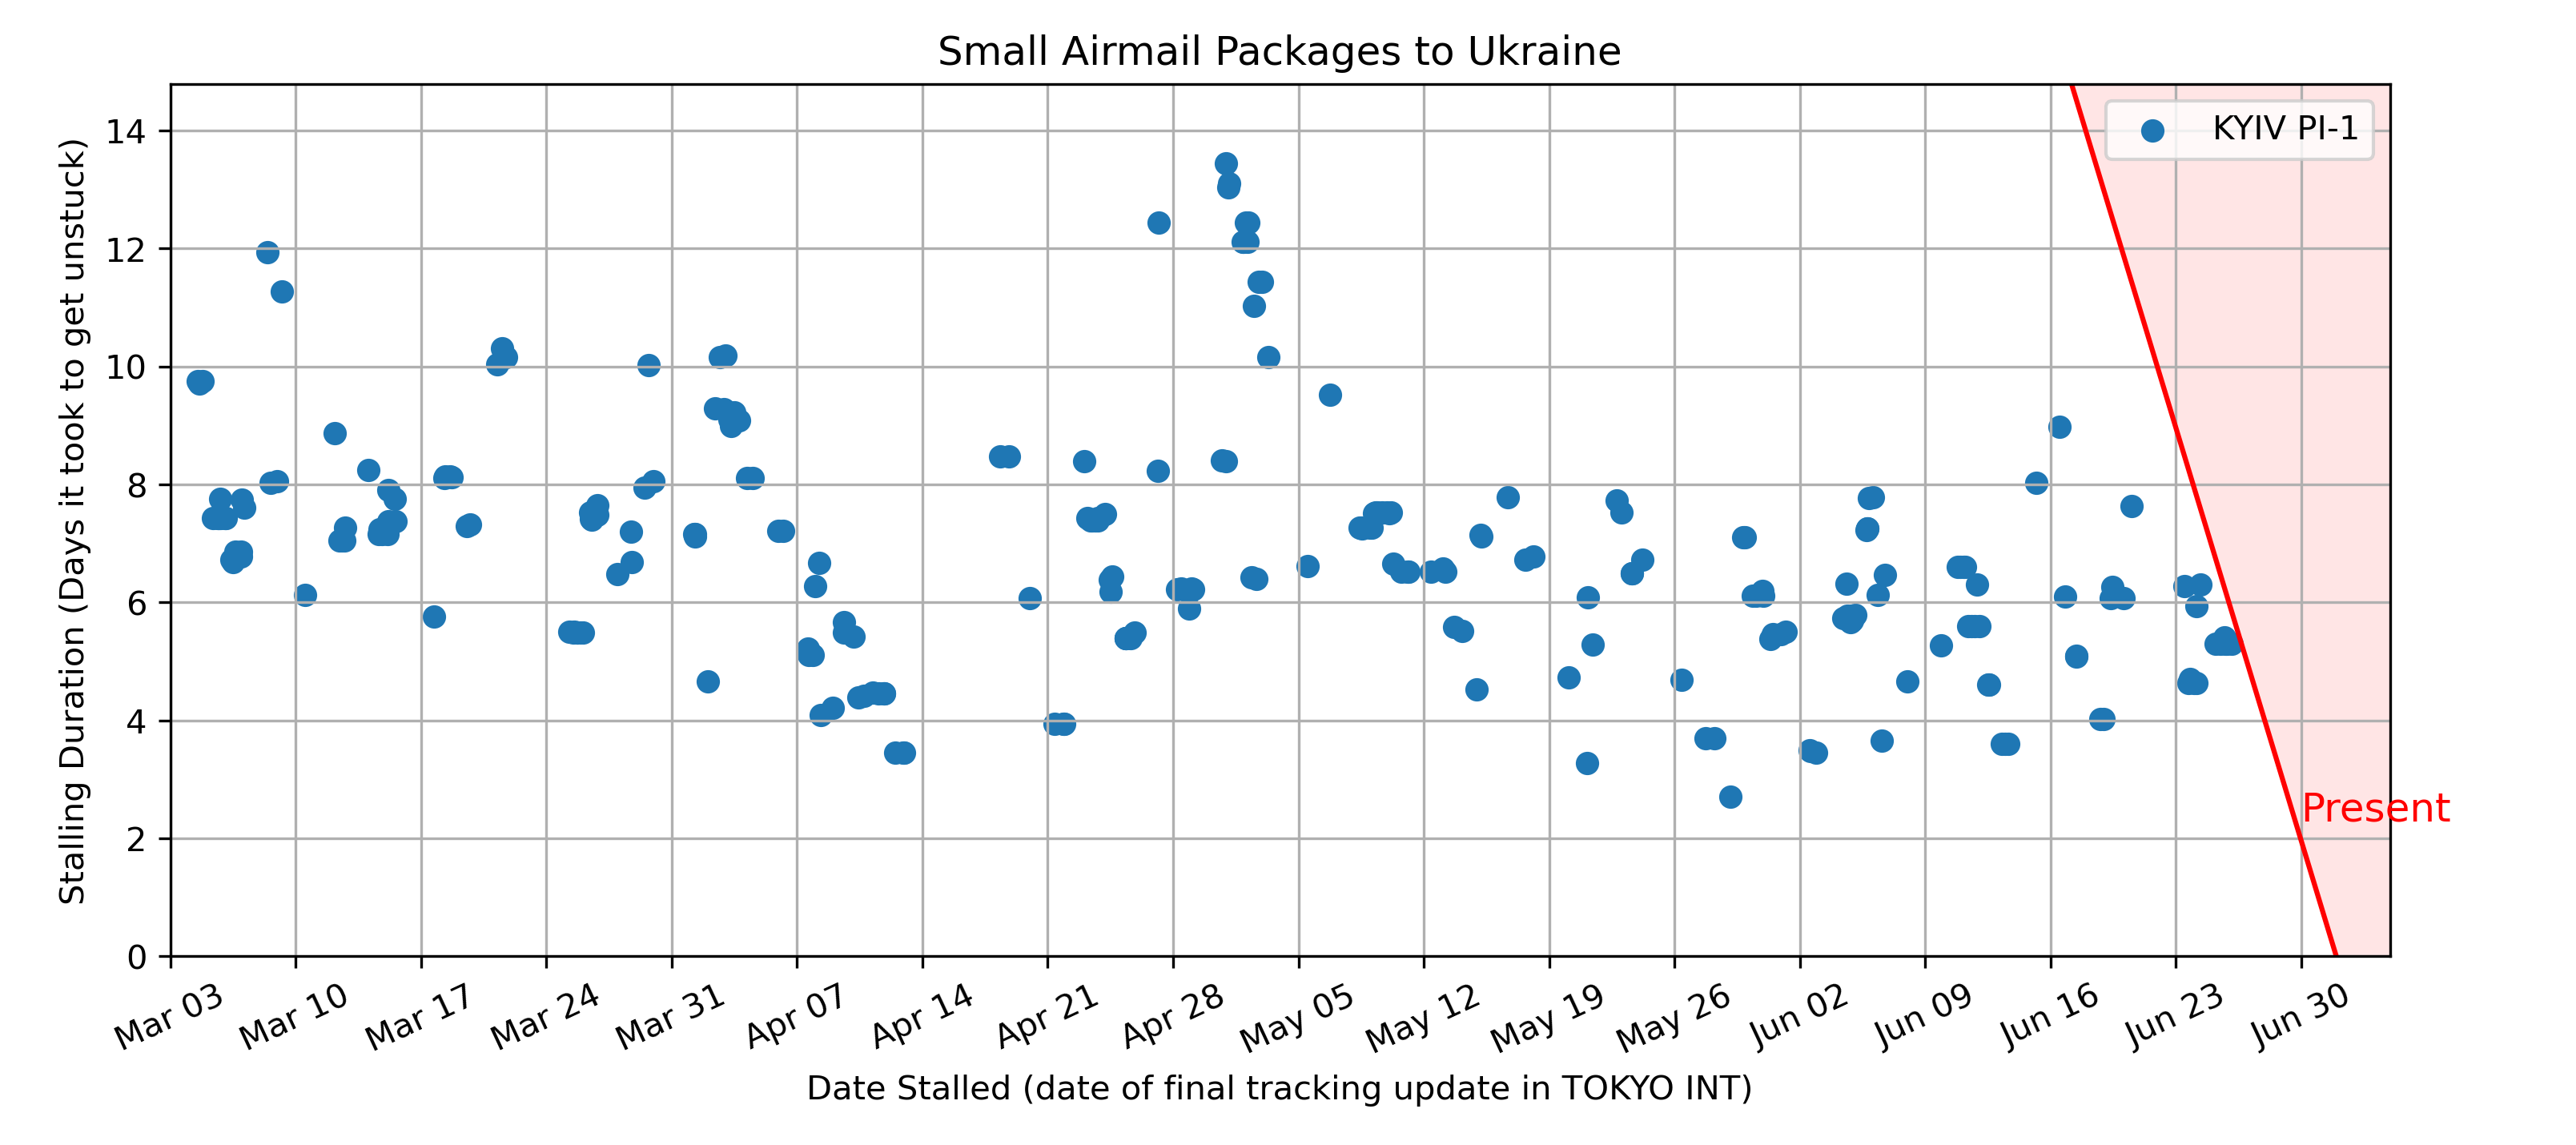 Small Airmail Packages to Ukraine
KYIV PI-1
Stalling Duration (Days it took to get unstuck)
14
12
10
8
6
4
2
0
Present
Mar 03
Mar 10
Mar 17
Mar 24
Mar 31
Apr 07
Apr 14
Apr 21
Apr 28
May 05
May 12
May 19
May 26
Jun 02
Jun 09
Jun 16
Jun 23
Jun 30
Date Stalled (date of final tracking update in TOKYO INT)